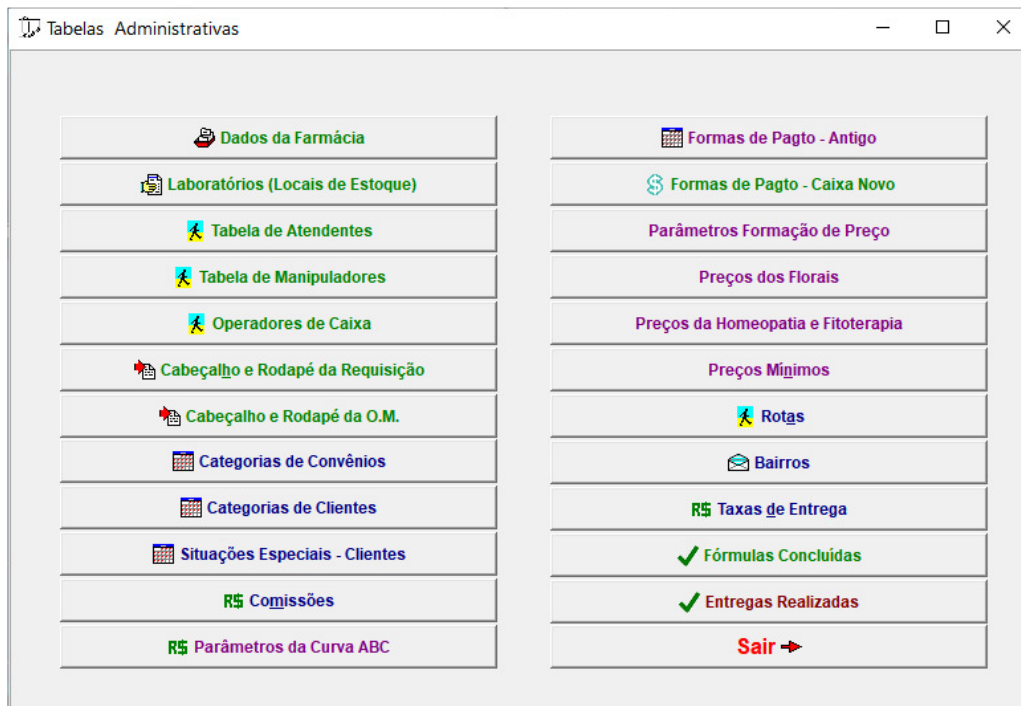 Tabelas Administrativas
Dados da Farmácia
Laboratórios (Locais de Estoque)
Tabela de Atendentes
Tabela de Manipuladores
Operadores de Caixa
Cabeçalho e Rodapé da Requisição
Cabeçalho e Rodapé da O.M.
Categorias de Convênios
Categorias de Clientes
Situações Especiais - Clientes
R$ Comissões
R$ Parâmetros da Curva ABC
Formas de Pagto - Antigo
Formas de Pagto - Caixa Novo
Parâmetros Formação de Preço
Preços dos Florais
Preços da Homeopatia e Fitoterapia
Preços Mínimos
Rotas
Bairros
R$ Taxas de Entrega
Fórmulas Concluídas
Entregas Realizadas
Sair